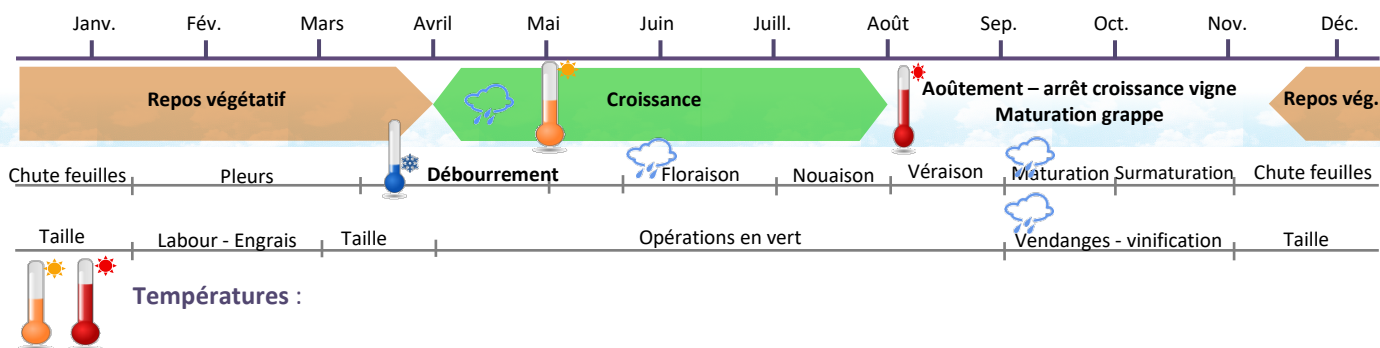 Janv. Fév. Mars Avril Mai Juin Juill. Août Sep. Oct. Nov. Déc.
Repos végétatif Croissance Aoûtement – arrêt croissance vigne
Maturation grappe Repos vég.
Chute feuilles Pleurs Débourrement Floraison Nouaison Véraison Maturation Surmaturation Chute feuilles
Taille Labour - Engrais Taille Opérations en vert Vendanges - vinification Taille
Températures :